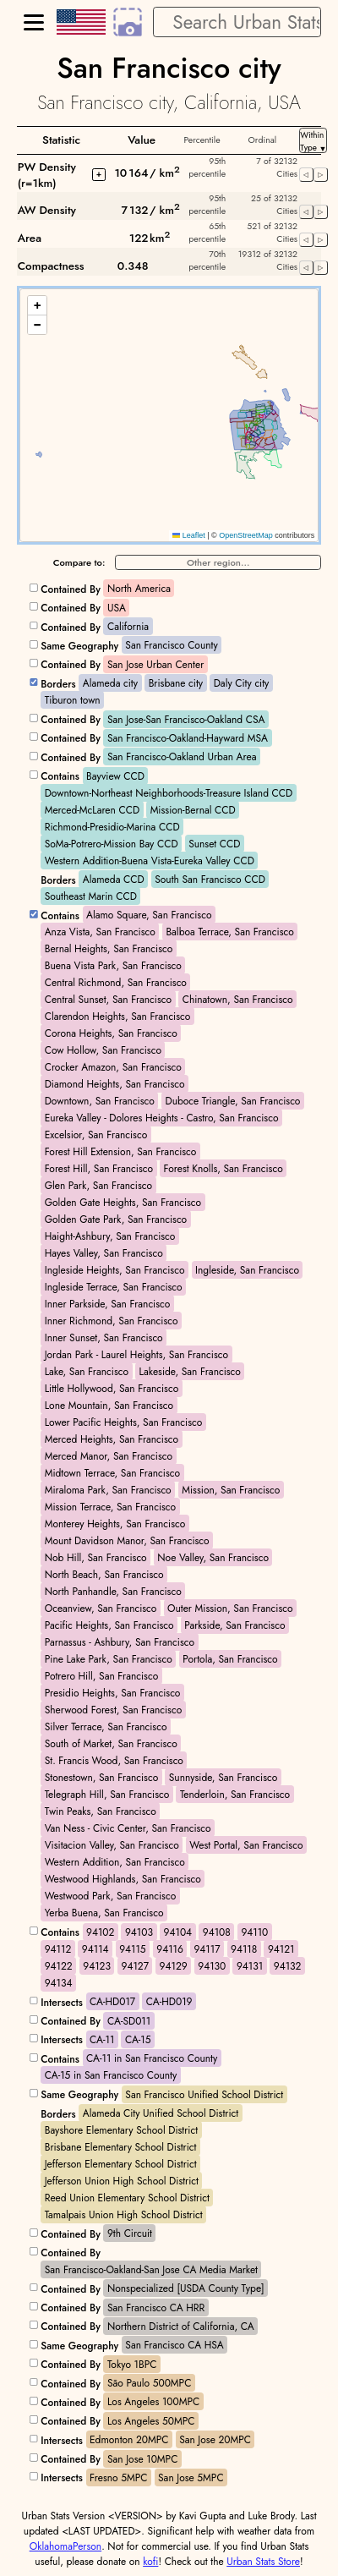 Search Urban Stats
San Francisco city
San Francisco city, California, USA
Statistic Value Percentile Ordinal Within Type ▼
PW Density (r=1km) + 10 164 / km² 95th percentile 7 of 32132 Cities ◁ ▷
AW Density 7 132 / km² 95th percentile 25 of 32132 Cities ◁ ▷
Area 122 km² 65th percentile 521 of 32132 Cities ◁ ▷
Compactness 0.348 70th percentile 19312 of 32132 Cities ◁ ▷
+
−
Leaflet | © OpenStreetMap contributors
Compare to: Other region...
Contained By North America
Contained By USA
Contained By California
Same Geography San Francisco County
Contained By San Jose Urban Center
Borders Alameda city Brisbane city Daly City city
Tiburon town
Contained By San Jose-San Francisco-Oakland CSA
Contained By San Francisco-Oakland-Hayward MSA
Contained By San Francisco-Oakland Urban Area
Contains Bayview CCD
Downtown-Northeast Neighborhoods-Treasure Island CCD
Merced-McLaren CCD Mission-Bernal CCD
Richmond-Presidio-Marina CCD
SoMa-Potrero-Mission Bay CCD Sunset CCD
Western Addition-Buena Vista-Eureka Valley CCD
Borders Alameda CCD South San Francisco CCD
Southeast Marin CCD
Contains Alamo Square, San Francisco
Anza Vista, San Francisco Balboa Terrace, San Francisco
Bernal Heights, San Francisco
Buena Vista Park, San Francisco
Central Richmond, San Francisco
Central Sunset, San Francisco Chinatown, San Francisco
Clarendon Heights, San Francisco
Corona Heights, San Francisco
Cow Hollow, San Francisco
Crocker Amazon, San Francisco
Diamond Heights, San Francisco
Downtown, San Francisco Duboce Triangle, San Francisco
Eureka Valley - Dolores Heights - Castro, San Francisco
Excelsior, San Francisco
Forest Hill Extension, San Francisco
Forest Hill, San Francisco Forest Knolls, San Francisco
Glen Park, San Francisco
Golden Gate Heights, San Francisco
Golden Gate Park, San Francisco
Haight-Ashbury, San Francisco
Hayes Valley, San Francisco
Ingleside Heights, San Francisco Ingleside, San Francisco
Ingleside Terrace, San Francisco
Inner Parkside, San Francisco
Inner Richmond, San Francisco
Inner Sunset, San Francisco
Jordan Park - Laurel Heights, San Francisco
Lake, San Francisco Lakeside, San Francisco
Little Hollywood, San Francisco
Lone Mountain, San Francisco
Lower Pacific Heights, San Francisco
Merced Heights, San Francisco
Merced Manor, San Francisco
Midtown Terrace, San Francisco
Miraloma Park, San Francisco Mission, San Francisco
Mission Terrace, San Francisco
Monterey Heights, San Francisco
Mount Davidson Manor, San Francisco
Nob Hill, San Francisco Noe Valley, San Francisco
North Beach, San Francisco
North Panhandle, San Francisco
Oceanview, San Francisco Outer Mission, San Francisco
Pacific Heights, San Francisco Parkside, San Francisco
Parnassus - Ashbury, San Francisco
Pine Lake Park, San Francisco Portola, San Francisco
Potrero Hill, San Francisco
Presidio Heights, San Francisco
Sherwood Forest, San Francisco
Silver Terrace, San Francisco
South of Market, San Francisco
St. Francis Wood, San Francisco
Stonestown, San Francisco Sunnyside, San Francisco
Telegraph Hill, San Francisco Tenderloin, San Francisco
Twin Peaks, San Francisco
Van Ness - Civic Center, San Francisco
Visitacion Valley, San Francisco West Portal, San Francisco
Western Addition, San Francisco
Westwood Highlands, San Francisco
Westwood Park, San Francisco
Yerba Buena, San Francisco
Contains 94102 94103 94104 94108 94110
94112 94114 94115 94116 94117 94118 94121
94122 94123 94127 94129 94130 94131 94132
94134
Intersects CA-HD017 CA-HD019
Contained By CA-SD011
Intersects CA-11 CA-15
Contains CA-11 in San Francisco County
CA-15 in San Francisco County
Same Geography San Francisco Unified School District
Borders Alameda City Unified School District
Bayshore Elementary School District
Brisbane Elementary School District
Jefferson Elementary School District
Jefferson Union High School District
Reed Union Elementary School District
Tamalpais Union High School District
Contained By 9th Circuit
Contained By
San Francisco-Oakland-San Jose CA Media Market
Contained By Nonspecialized [USDA County Type]
Contained By San Francisco CA HRR
Contained By Northern District of California, CA
Same Geography San Francisco CA HSA
Contained By Tokyo 1BPC
Contained By São Paulo 500MPC
Contained By Los Angeles 100MPC
Contained By Los Angeles 50MPC
Intersects Edmonton 20MPC San Jose 20MPC
Contained By San Jose 10MPC
Intersects Fresno 5MPC San Jose 5MPC
Urban Stats Version <VERSION> by Kavi Gupta and Luke Brody. Last
updated <LAST UPDATED>. Significant help with weather data from
OklahomaPerson. Not for commercial use. If you find Urban Stats
useful, please donate on kofi! Check out the Urban Stats Store!